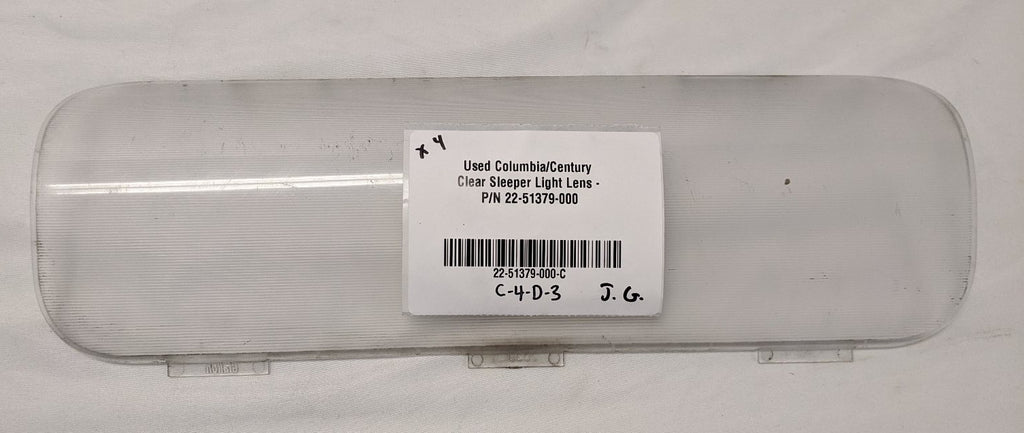 x 4
Used Columbia/Century
Clear Sleeper Light Lens -
P/N 22-51379-000
22-51379-000-C
C-4-D-3 J. G.